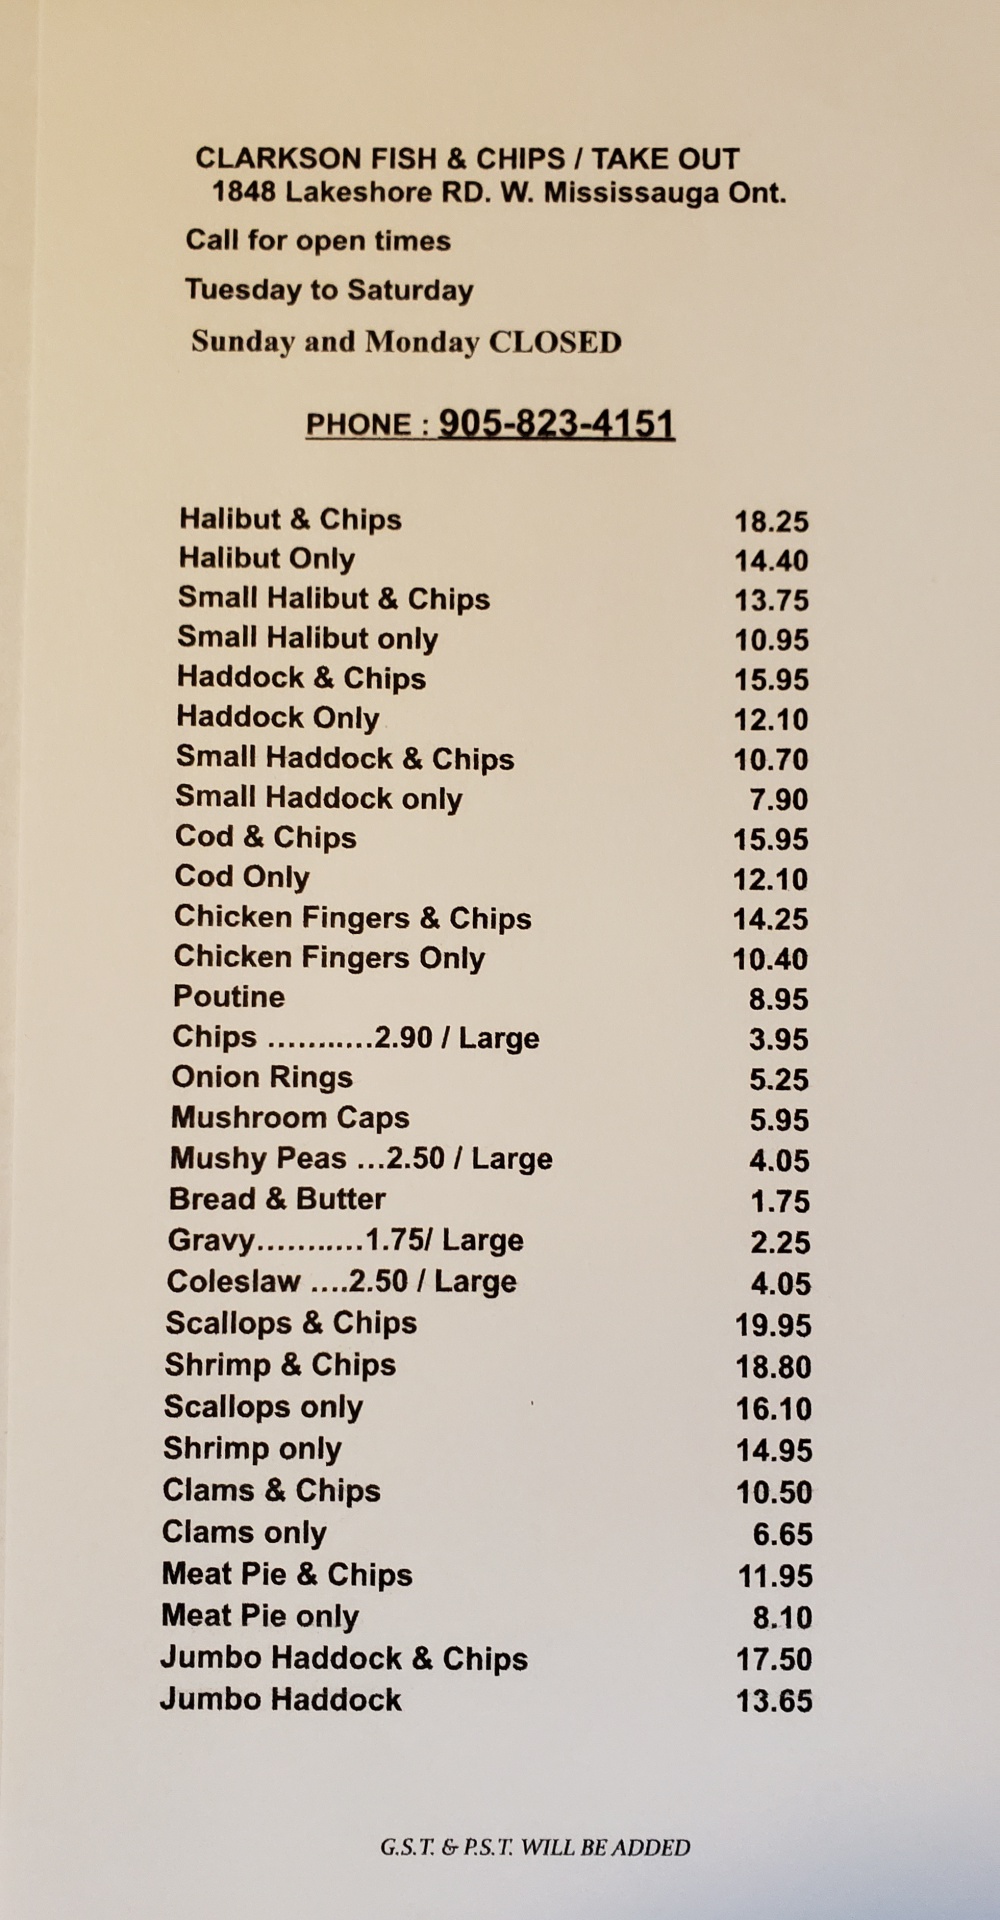 CLARKSON FISH & CHIPS / TAKE OUT
1848 Lakeshore RD. W. Mississauga Ont.
Call for open times
Tuesday to Saturday
Sunday and Monday CLOSED
PHONE : 905-823-4151
Halibut & Chips 18.25
Halibut Only 14.40
Small Halibut & Chips 13.75
Small Halibut only 10.95
Haddock & Chips 15.95
Haddock Only 12.10
Small Haddock & Chips 10.70
Small Haddock only 7.90
Cod & Chips 15.95
Cod Only 12.10
Chicken Fingers & Chips 14.25
Chicken Fingers Only 10.40
Poutine 8.95
Chips ...........2.90 / Large 3.95
Onion Rings 5.25
Mushroom Caps 5.95
Mushy Peas ...2.50 / Large 4.05
Bread & Butter 1.75
Gravy...........1.75/ Large 2.25
Coleslaw ....2.50 / Large 4.05
Scallops & Chips 19.95
Shrimp & Chips 18.80
Scallops only 16.10
Shrimp only 14.95
Clams & Chips 10.50
Clams only 6.65
Meat Pie & Chips 11.95
Meat Pie only 8.10
Jumbo Haddock & Chips 17.50
Jumbo Haddock 13.65
G.S.T. & P.S.T. WILL BE ADDED